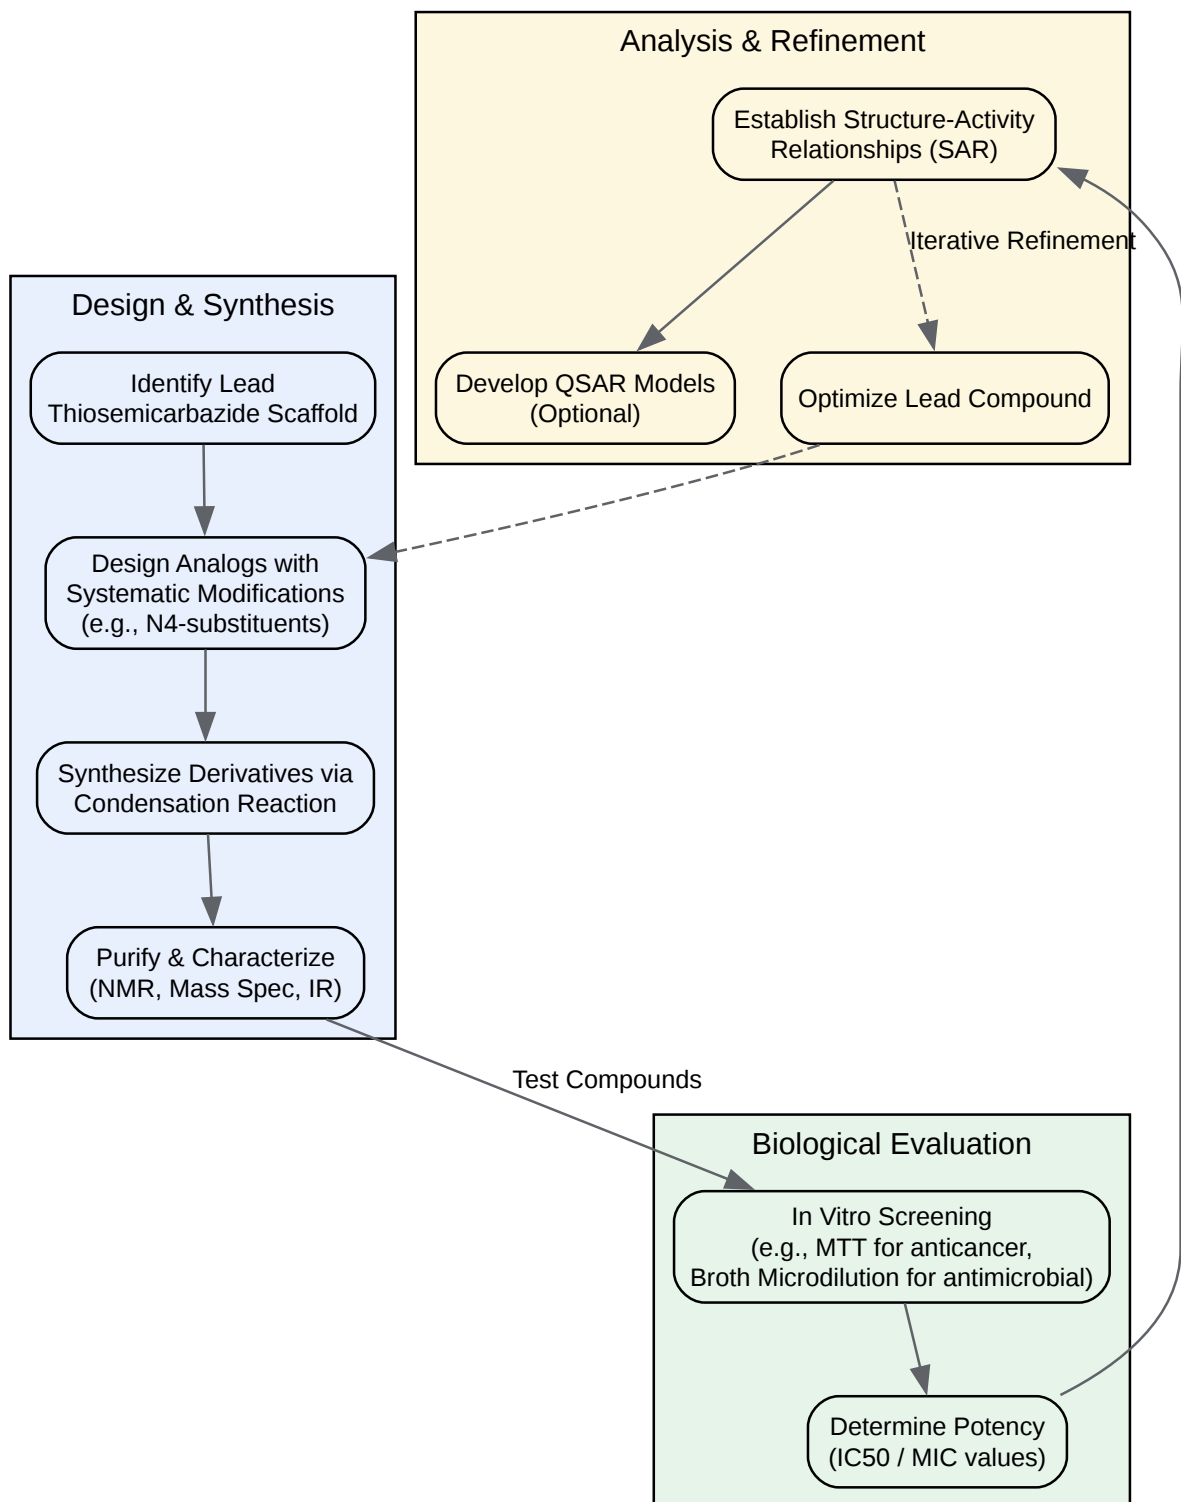 Analysis & Refinement
Establish Structure-Activity
Relationships (SAR)
Iterative Refinement
Develop QSAR Models
(Optional)
Optimize Lead Compound
Design & Synthesis
Identify Lead
Thiosemicarbazide Scaffold
Design Analogs with
Systematic Modifications
(e.g., N4-substituents)
Synthesize Derivatives via
Condensation Reaction
Purify & Characterize
(NMR, Mass Spec, IR)
Test Compounds
Biological Evaluation
In Vitro Screening
(e.g., MTT for anticancer,
Broth Microdilution for antimicrobial)
Determine Potency
(IC50 / MIC values)